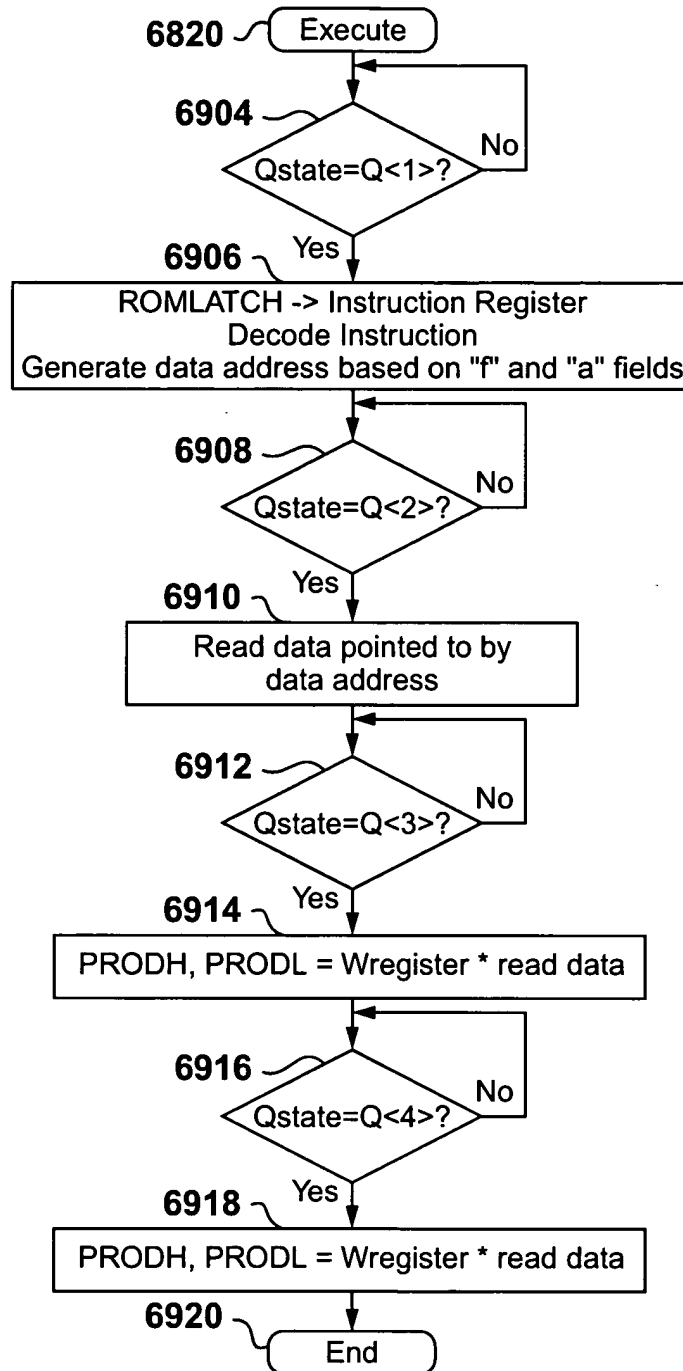 6820 Execute
6904
Qstate=Q<1>?
No
Yes
6906
ROMLATCH -> Instruction Register
Decode Instruction
Generate data address based on "f" and "a" fields
6908
Qstate=Q<2>?
No
Yes
6910
Read data pointed to by
data address
6912
Qstate=Q<3>?
No
Yes
6914
PRODH, PRODL = Wregister * read data
6916
Qstate=Q<4>?
No
Yes
6918
PRODH, PRODL = Wregister * read data
6920
End